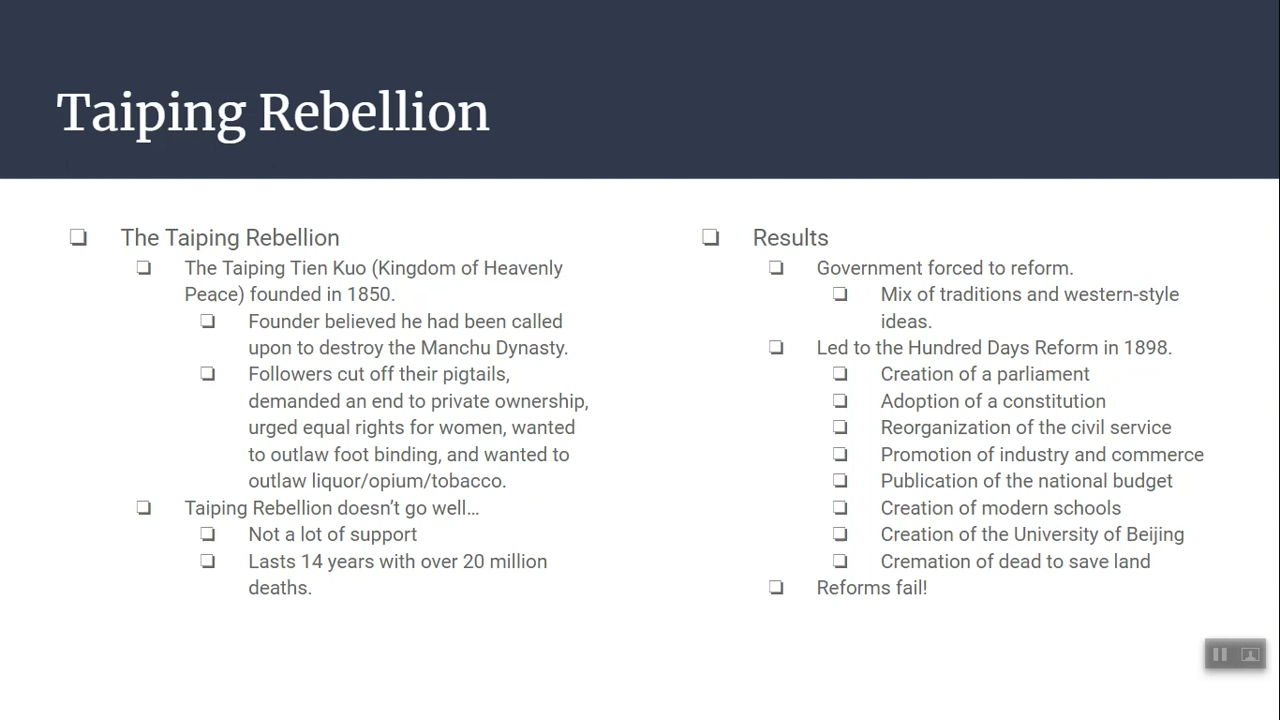 Taiping Rebellion
The Taiping Rebellion
The Taiping Tien Kuo (Kingdom of Heavenly
Peace) founded in 1850.
Founder believed he had been called
upon to destroy the Manchu Dynasty.
Followers cut off their pigtails,
demanded an end to private ownership,
urged equal rights for women, wanted
to outlaw foot binding, and wanted to
outlaw liquor/opium/tobacco.
Taiping Rebellion doesn’t go well…
Not a lot of support
Lasts 14 years with over 20 million
deaths.
Results
Government forced to reform.
Mix of traditions and western-style
ideas.
Led to the Hundred Days Reform in 1898.
Creation of a parliament
Adoption of a constitution
Reorganization of the civil service
Promotion of industry and commerce
Publication of the national budget
Creation of modern schools
Creation of the University of Beijing
Cremation of dead to save land
Reforms fail!